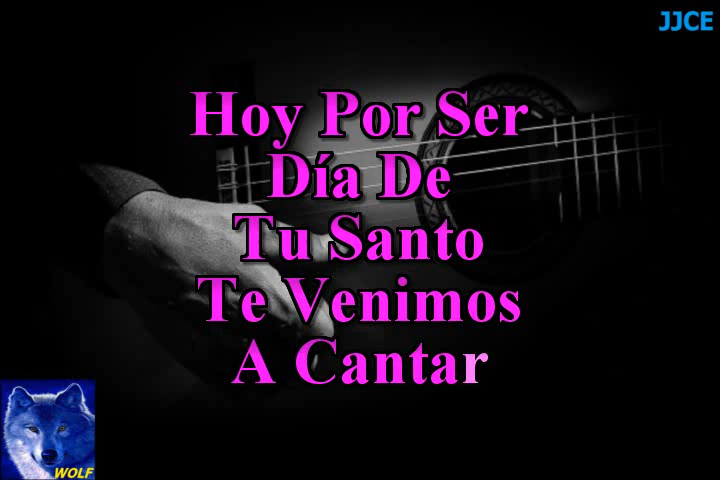 JJCE
Hoy Por Ser
Día De
Tu Santo
Te Venimos
A Cantar
WOLF